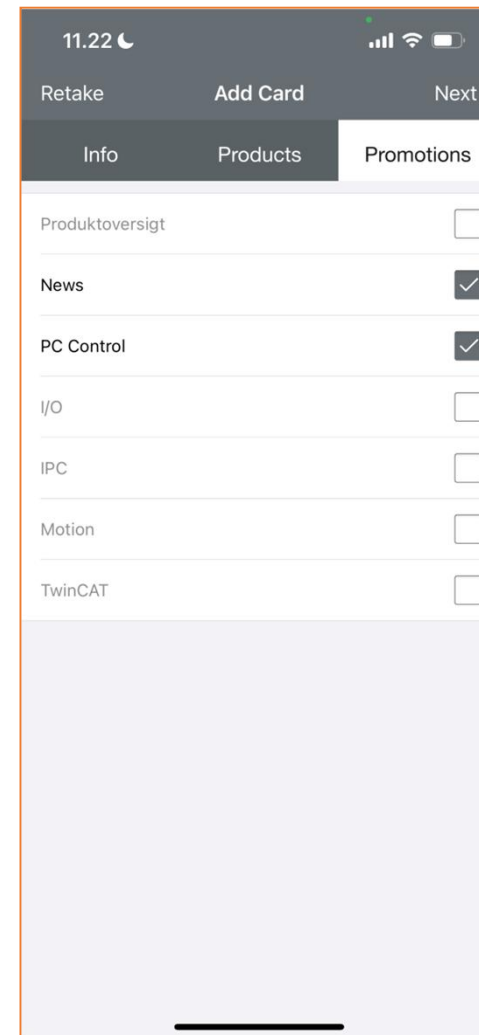 11.22
Retake Add Card Next
Info Products Promotions
Produktoversigt
News
PC Control
I/O
IPC
Motion
TwinCAT